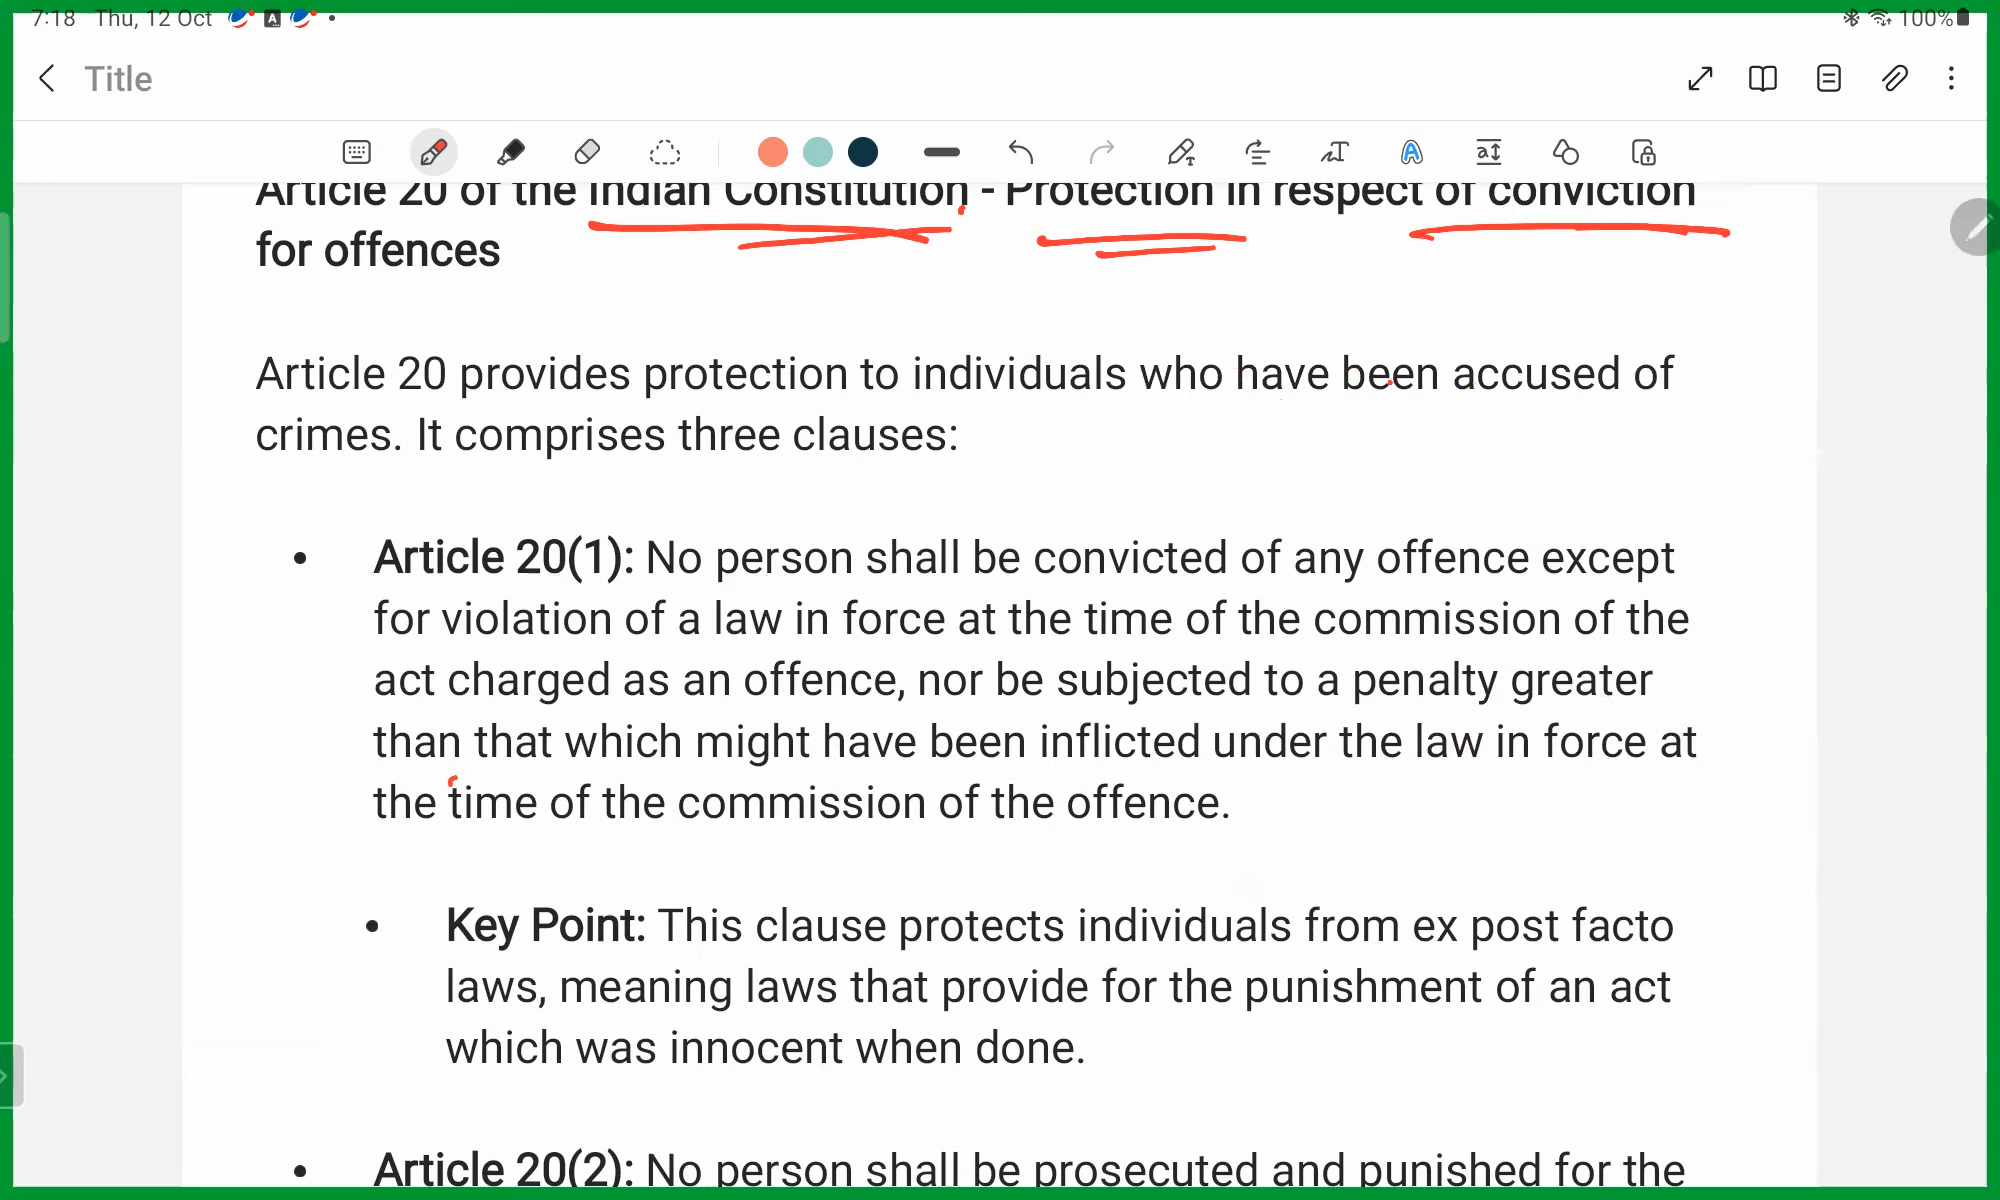 7:18 Thu, 12 Oct 100%
Title
Article 20 of the Indian Constitution - Protection in respect of conviction
for offences
Article 20 provides protection to individuals who have been accused of
crimes. It comprises three clauses:
• Article 20(1): No person shall be convicted of any offence except
for violation of a law in force at the time of the commission of the
act charged as an offence, nor be subjected to a penalty greater
than that which might have been inflicted under the law in force at
the time of the commission of the offence.
• Key Point: This clause protects individuals from ex post facto
laws, meaning laws that provide for the punishment of an act
which was innocent when done.
• Article 20(2): No person shall be prosecuted and punished for the